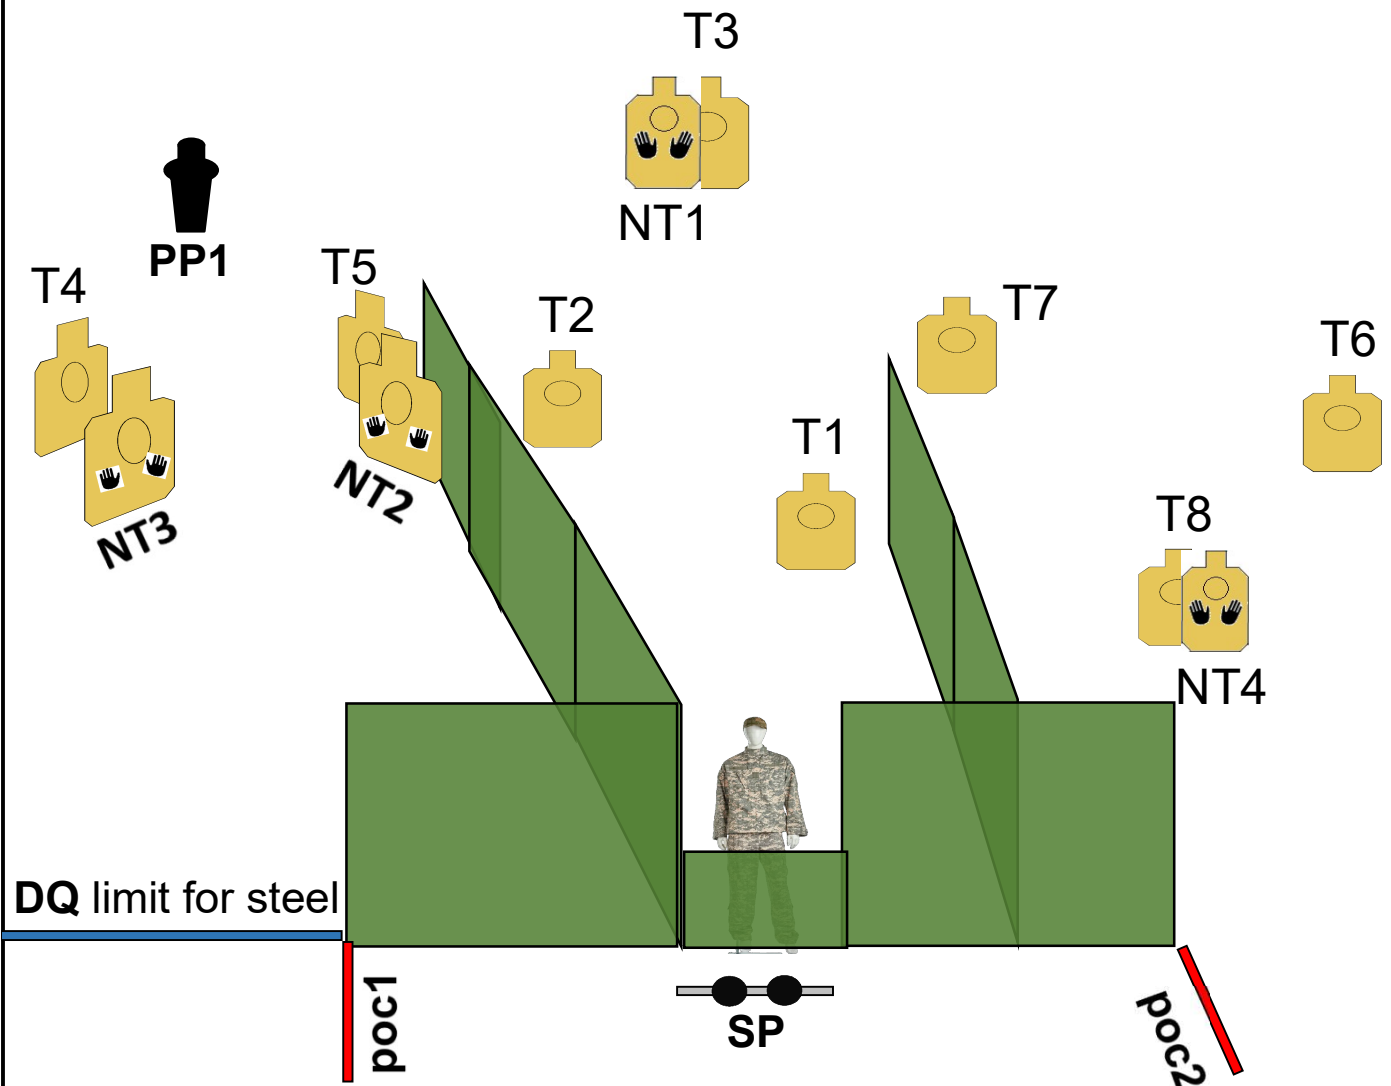 T3
NT1
PP1
T4
T5
T2
T7
T6
T1
NT2
NT3
T8
NT4
DQ limit for steel
poc1
SP
poc2